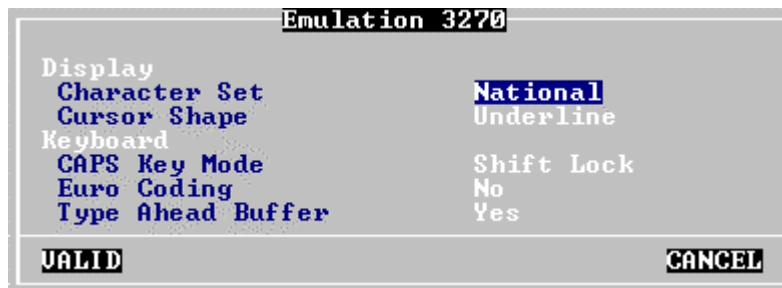 Emulation 3270
Display
Character Set National
Cursor Shape Underline
Keyboard
CAPS Key Mode Shift Lock
Euro Coding No
Type Ahead Buffer Yes
VALID CANCEL